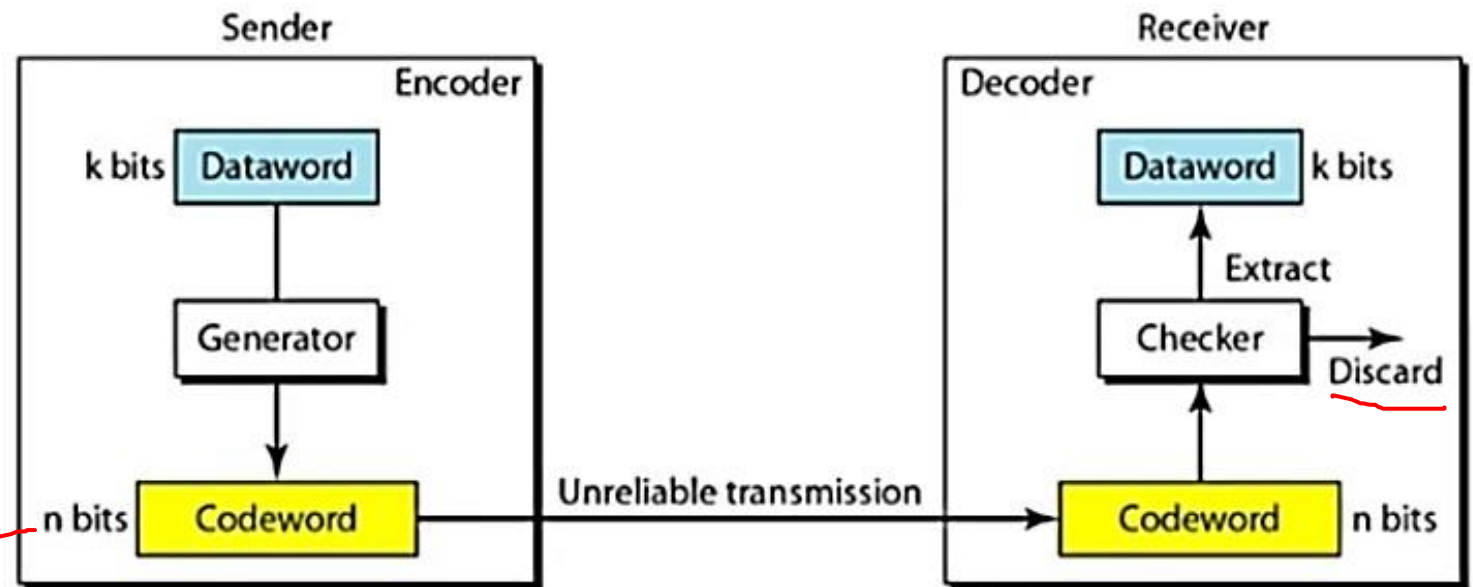 Sender
Encoder
k bits
Dataword
Generator
n bits
Codeword
Unreliable transmission
Receiver
Decoder
Dataword
k bits
Extract
Checker
Discard
Codeword
n bits